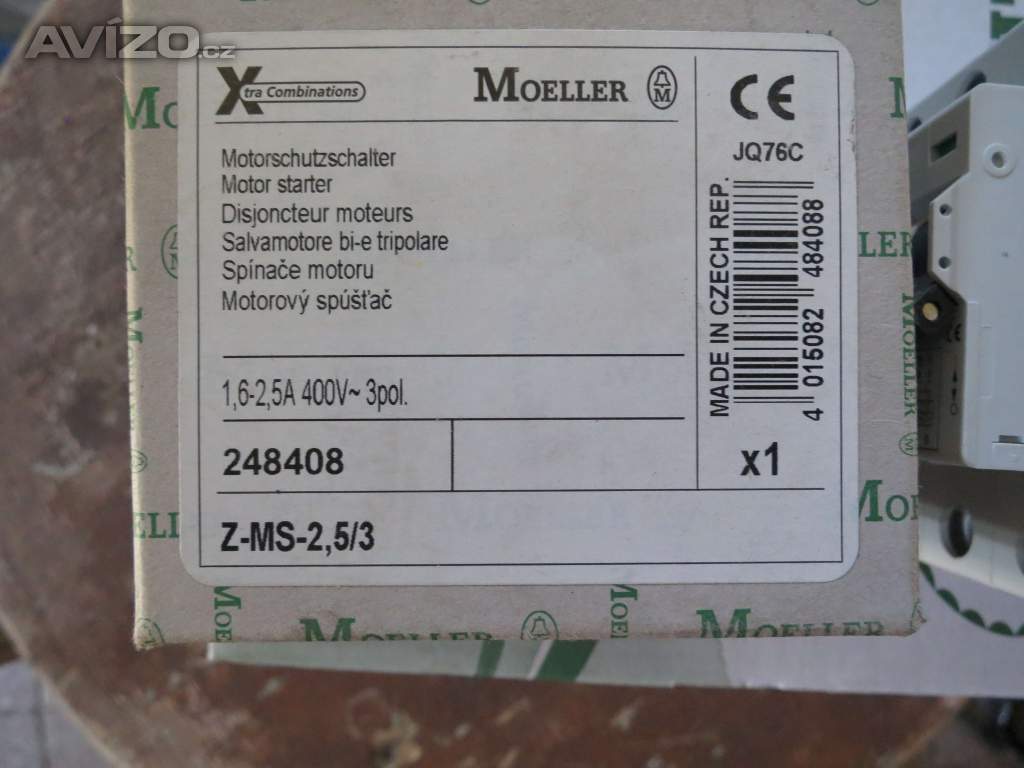 AVÍZO.cz
Xtra Combinations
MOELLER
M
CE
JQ76C
Motorschutzschalter
Motor starter
Disjoncteur moteurs
Salvamotore bi-e tripolare
Spínače motoru
Motorový spúšťač
MADE IN CZECH REP.
4 015082 484088
1,6-2,5A 400V~ 3pol.
248408
x1
Z-MS-2,5/3
MOELLER
MOELLER
MOELLER